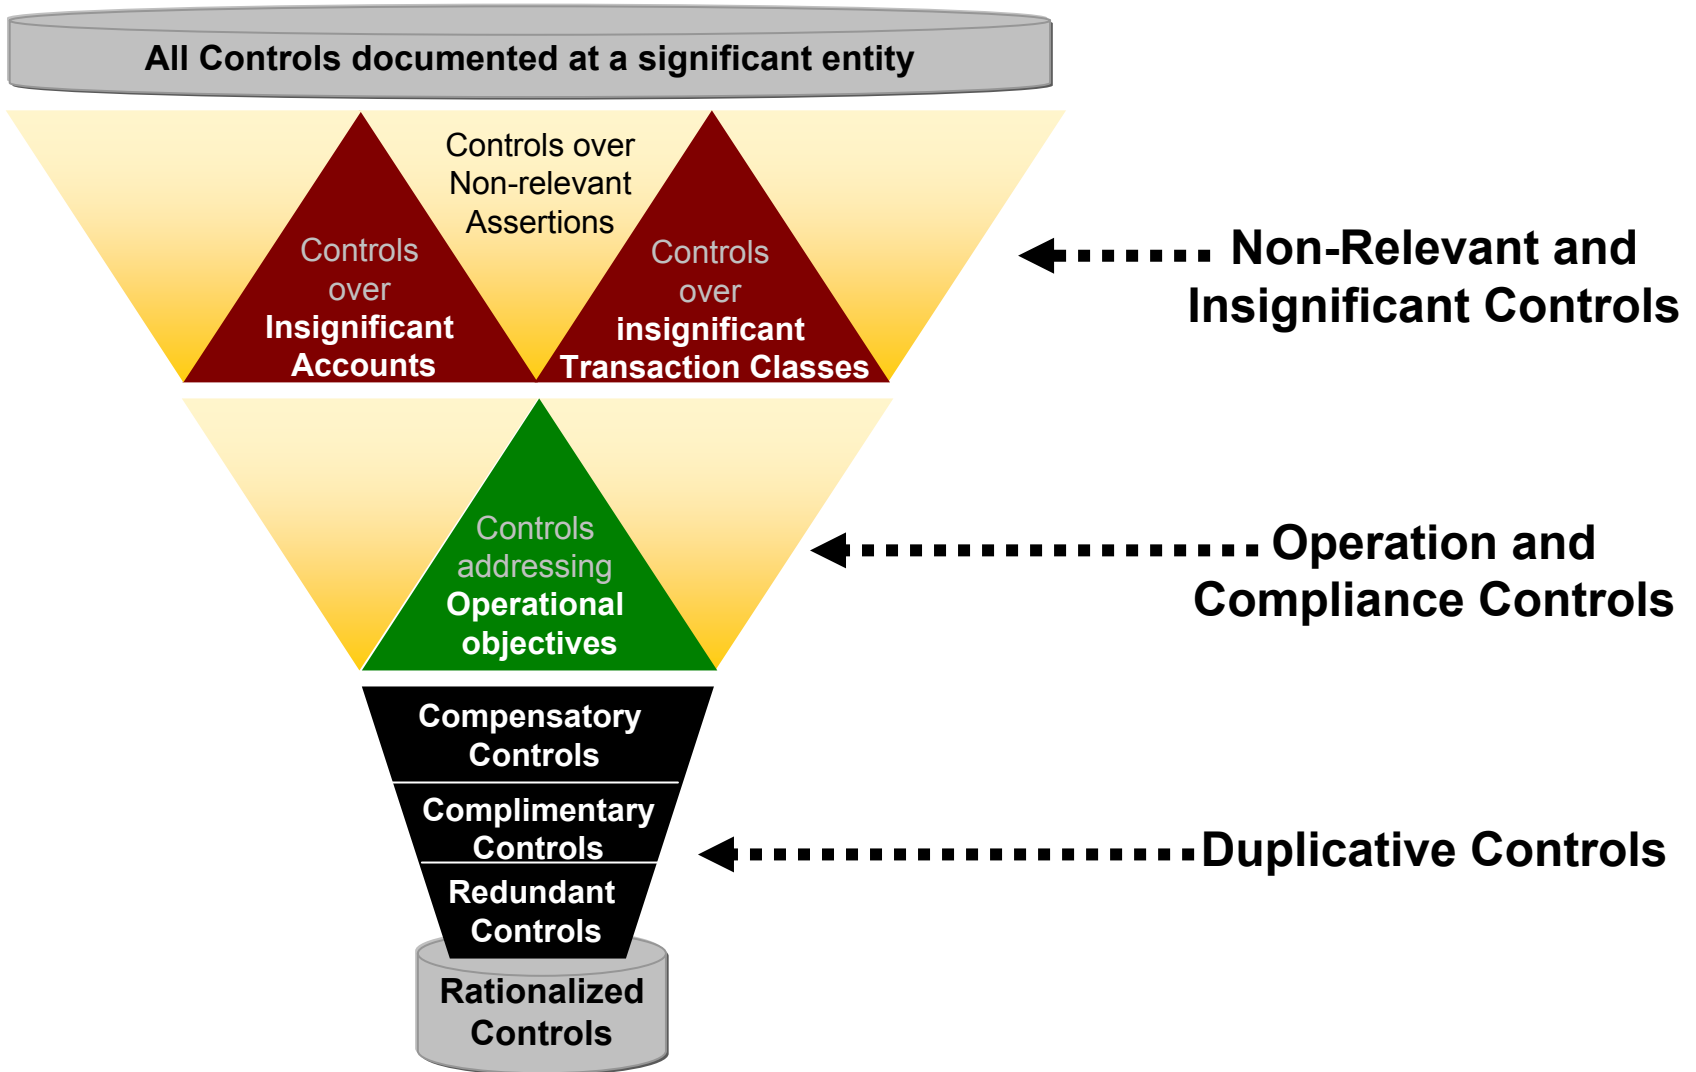 All Controls documented at a significant entity
Controls over
Non-relevant
Assertions
Controls
over
Insignificant
Accounts
Controls
over
insignificant
Transaction Classes
Non-Relevant and
Insignificant Controls
Controls
addressing
Operational
objectives
Operation and
Compliance Controls
Compensatory
Controls
Complimentary
Controls
Redundant
Controls
Duplicative Controls
Rationalized
Controls